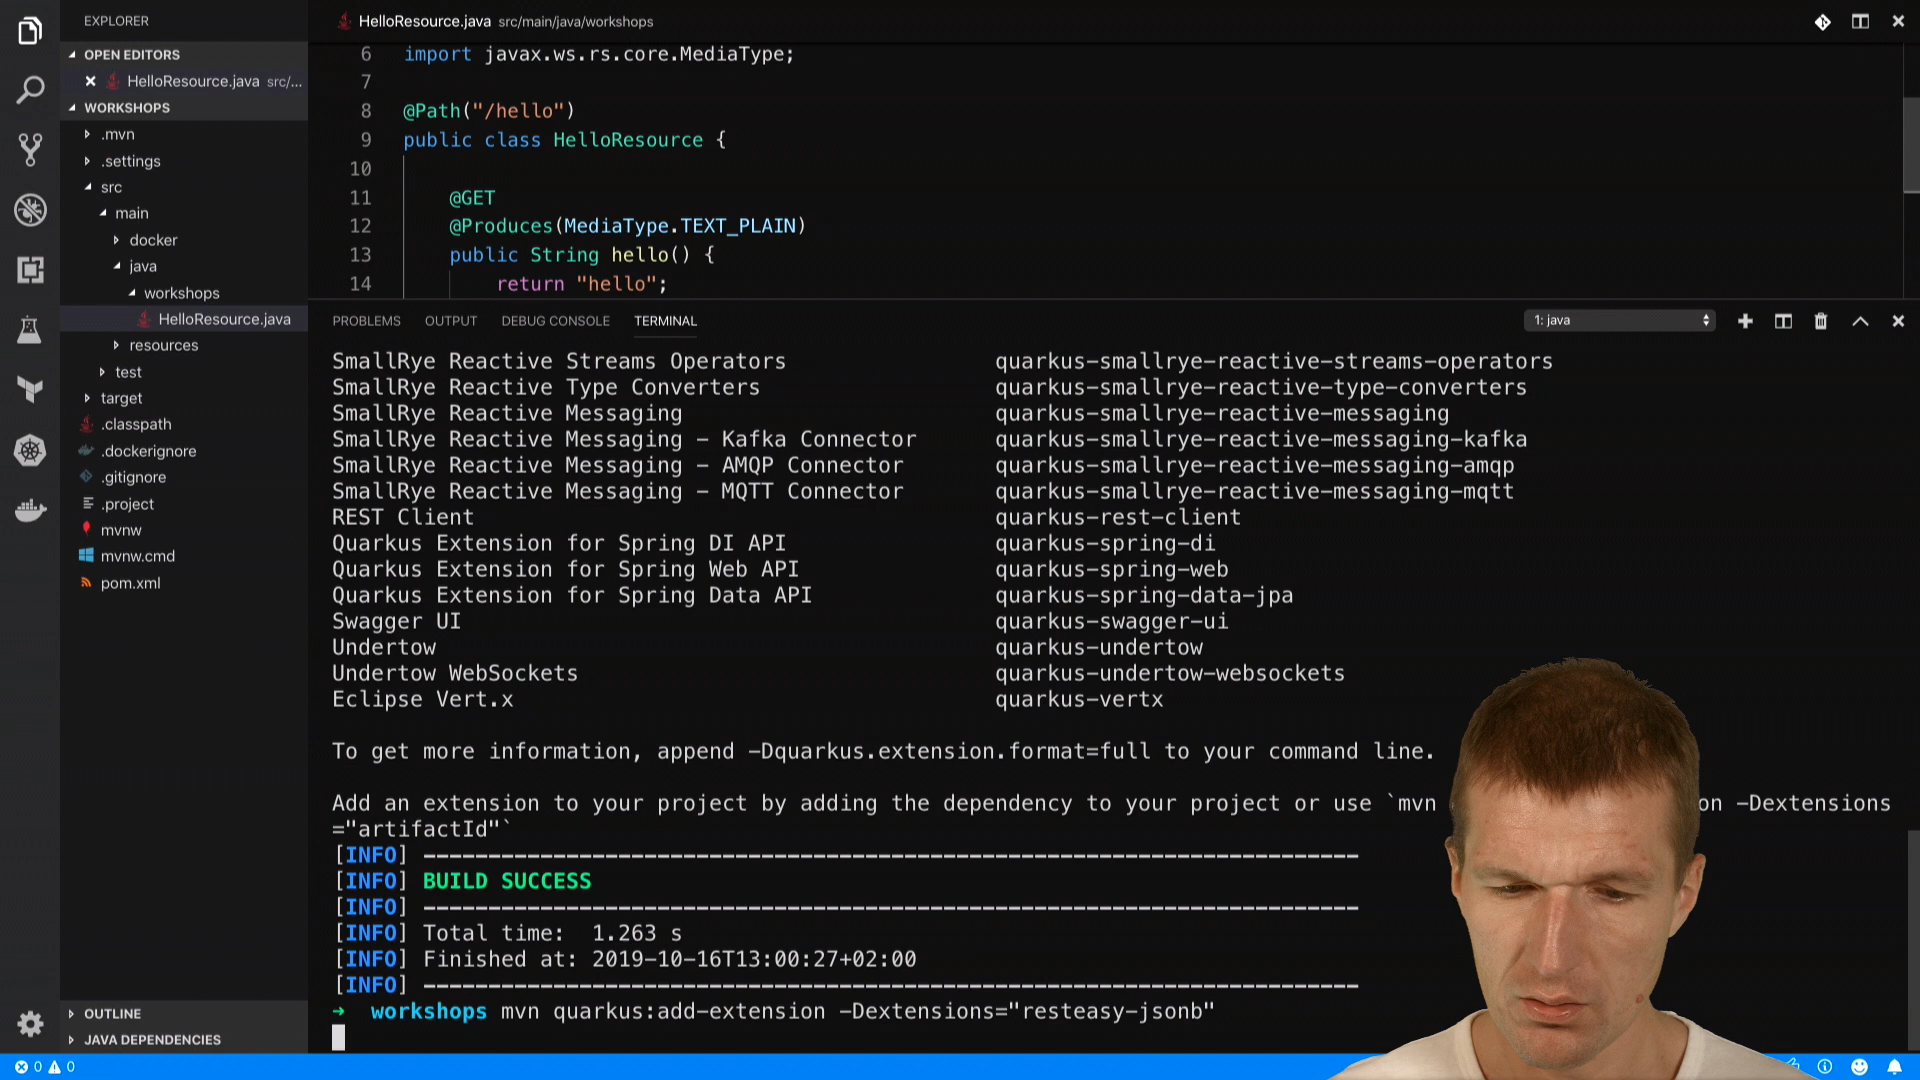 EXPLORER
OPEN EDITORS
HelloResource.java src/...
WORKSHOPS
.mvn
.settings
src
main
docker
java
workshops
HelloResource.java
resources
test
target
.classpath
.dockerignore
.gitignore
.project
mvnw
mvnw.cmd
pom.xml
OUTLINE
JAVA DEPENDENCIES
HelloResource.java src/main/java/workshops
6 import javax.ws.rs.core.MediaType;
7
8 @Path("/hello")
9 public class HelloResource {
10
11 @GET
12 @Produces(MediaType.TEXT_PLAIN)
13 public String hello() {
14 return "hello";
PROBLEMS OUTPUT DEBUG CONSOLE TERMINAL 1: java
SmallRye Reactive Streams Operators quarkus-smallrye-reactive-streams-operators
SmallRye Reactive Type Converters quarkus-smallrye-reactive-type-converters
SmallRye Reactive Messaging quarkus-smallrye-reactive-messaging
SmallRye Reactive Messaging - Kafka Connector quarkus-smallrye-reactive-messaging-kafka
SmallRye Reactive Messaging - AMQP Connector quarkus-smallrye-reactive-messaging-amqp
SmallRye Reactive Messaging - MQTT Connector quarkus-smallrye-reactive-messaging-mqtt
REST Client quarkus-rest-client
Quarkus Extension for Spring DI API quarkus-spring-di
Quarkus Extension for Spring Web API quarkus-spring-web
Quarkus Extension for Spring Data API quarkus-spring-data-jpa
Swagger UI quarkus-swagger-ui
Undertow quarkus-undertow
Undertow WebSockets quarkus-undertow-websockets
Eclipse Vert.x quarkus-vertx
To get more information, append -Dquarkus.extension.format=full to your command line.
Add an extension to your project by adding the dependency to your project or use `mvn on -Dextensions
="artifactId"`
[INFO] ------------------------------------------------------------------------
[INFO] BUILD SUCCESS
[INFO] ------------------------------------------------------------------------
[INFO] Total time: 1.263 s
[INFO] Finished at: 2019-10-16T13:00:27+02:00
[INFO] ------------------------------------------------------------------------
➜ workshops mvn quarkus:add-extension -Dextensions="resteasy-jsonb"
0 0